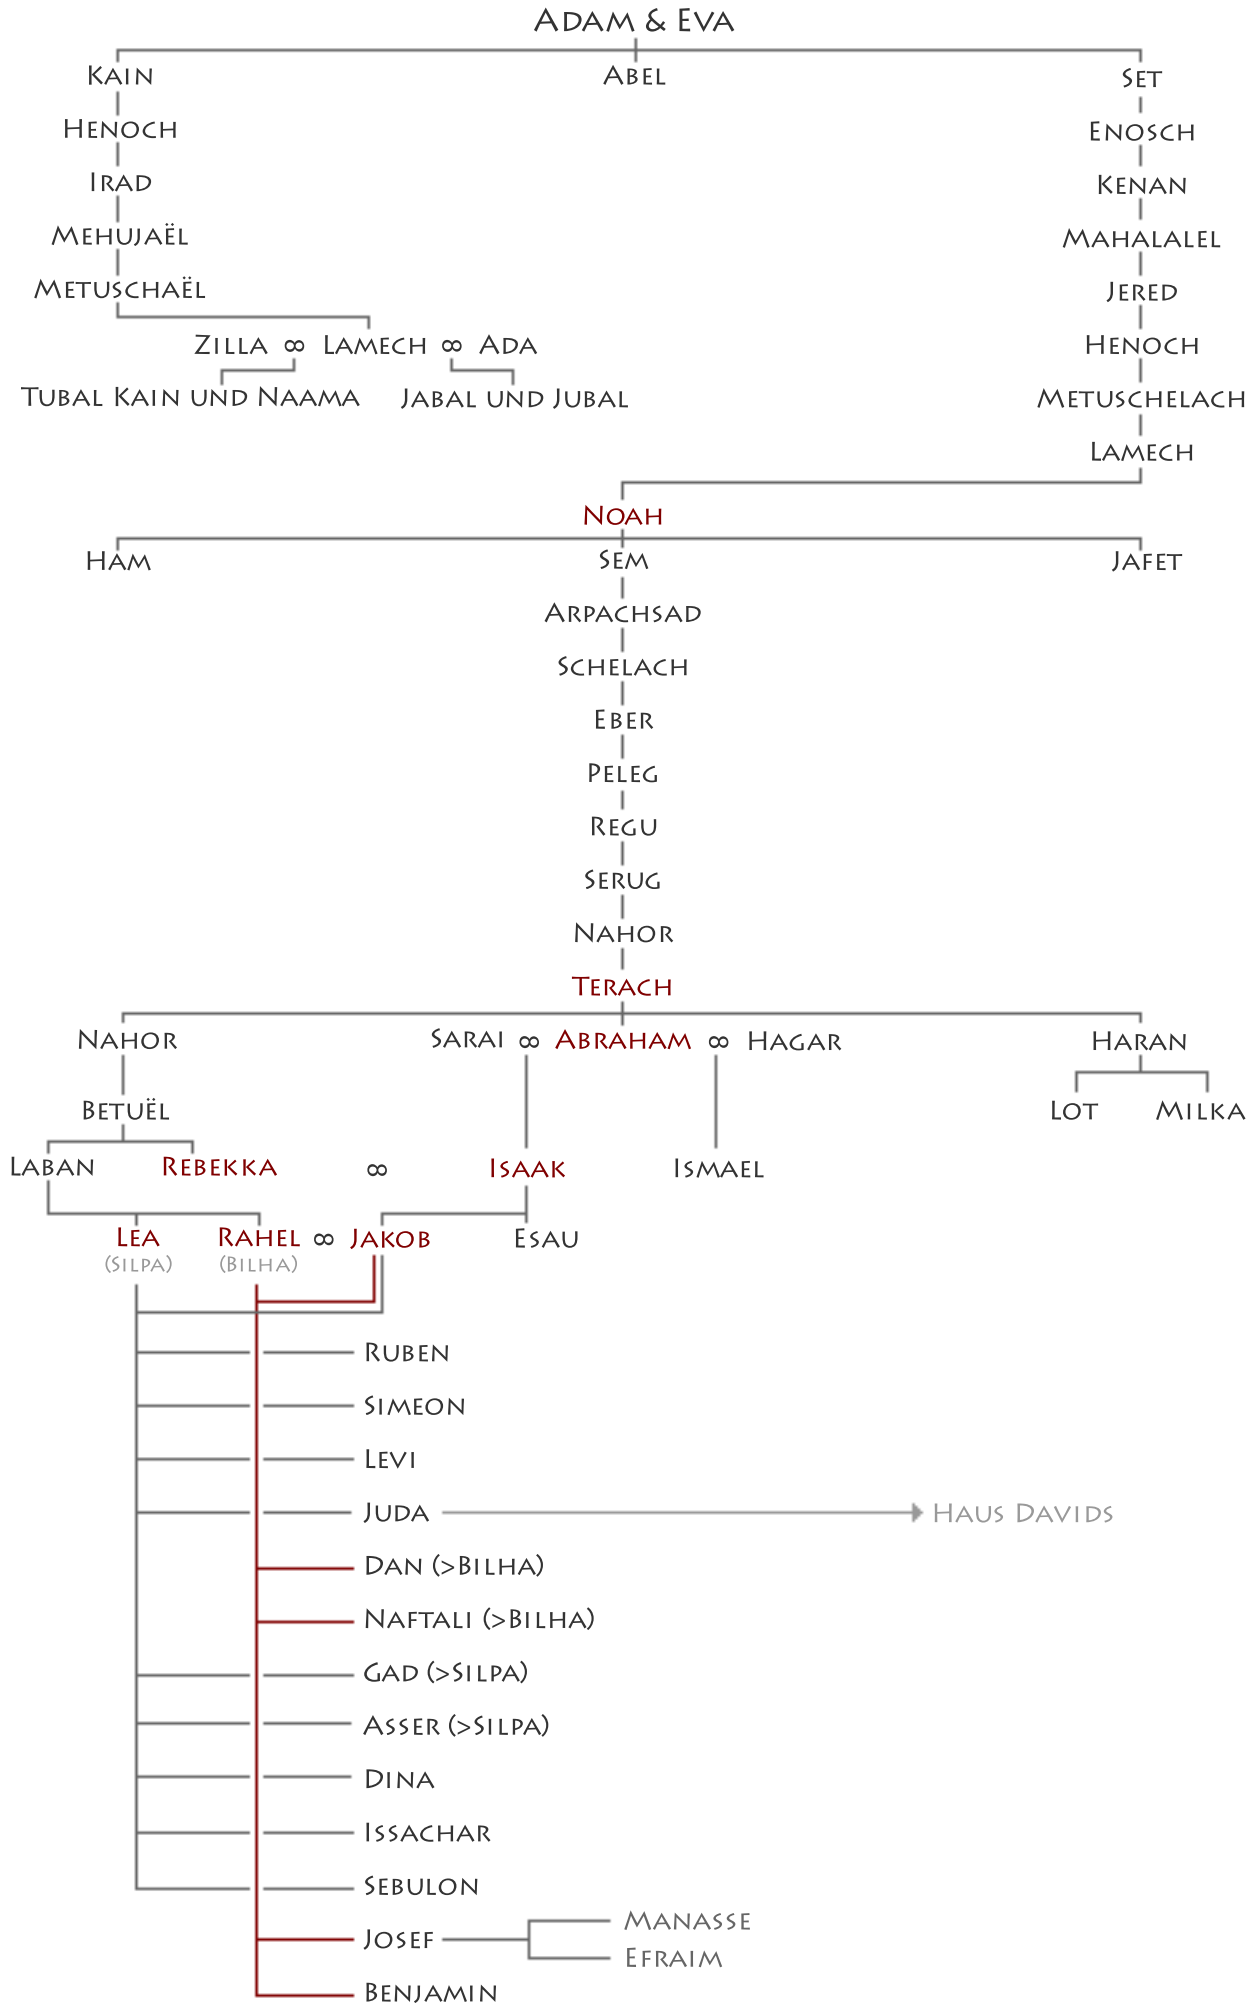 Adam & Eva
Kain Abel Set
Henoch Enosch
Irad Kenan
Mehujaël Mahalalel
Metuschaël Jered
Zilla ∞ Lamech ∞ Ada Henoch
Tubal Kain und Naama Jabal und Jubal Metuschelach
Lamech
Noah
Ham Sem Jafet
Arpachsad
Schelach
Eber
Peleg
Regu
Serug
Nahor
Terach
Nahor Sarai ∞ Abraham ∞ Hagar Haran
Betuël Lot Milka
Laban Rebekka ∞ Isaak Ismael
Lea Rahel ∞ Jakob Esau
(Silpa) (Bilha)
Ruben
Simeon
Levi
Juda Haus Davids
Dan (>Bilha)
Naftali (>Bilha)
Gad (>Silpa)
Asser (>Silpa)
Dina
Issachar
Sebulon
Manasse
Josef
Efraim
Benjamin